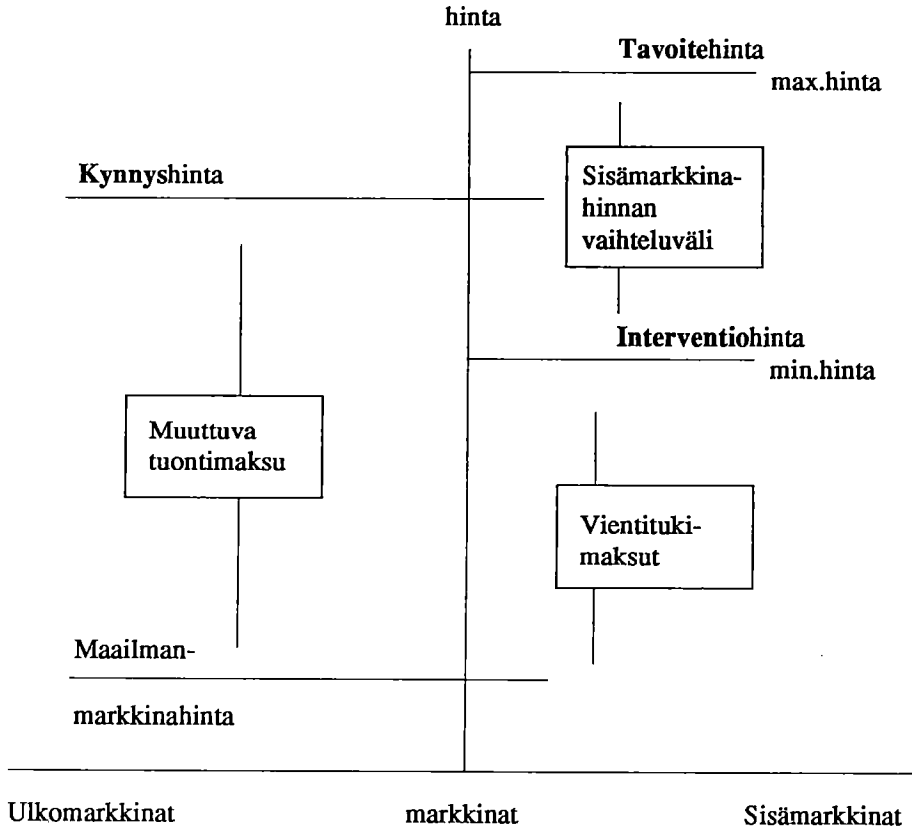 hinta
Tavoitehinta
max.hinta
Kynnyshinta
Sisämarkkina-
hinnan
vaihteluväli
Interventiohinta
min.hinta
Muuttuva
tuontimaksu
Vientituki-
maksut
Maailman-
markkinahinta
Ulkomarkkinat markkinat Sisämarkkinat